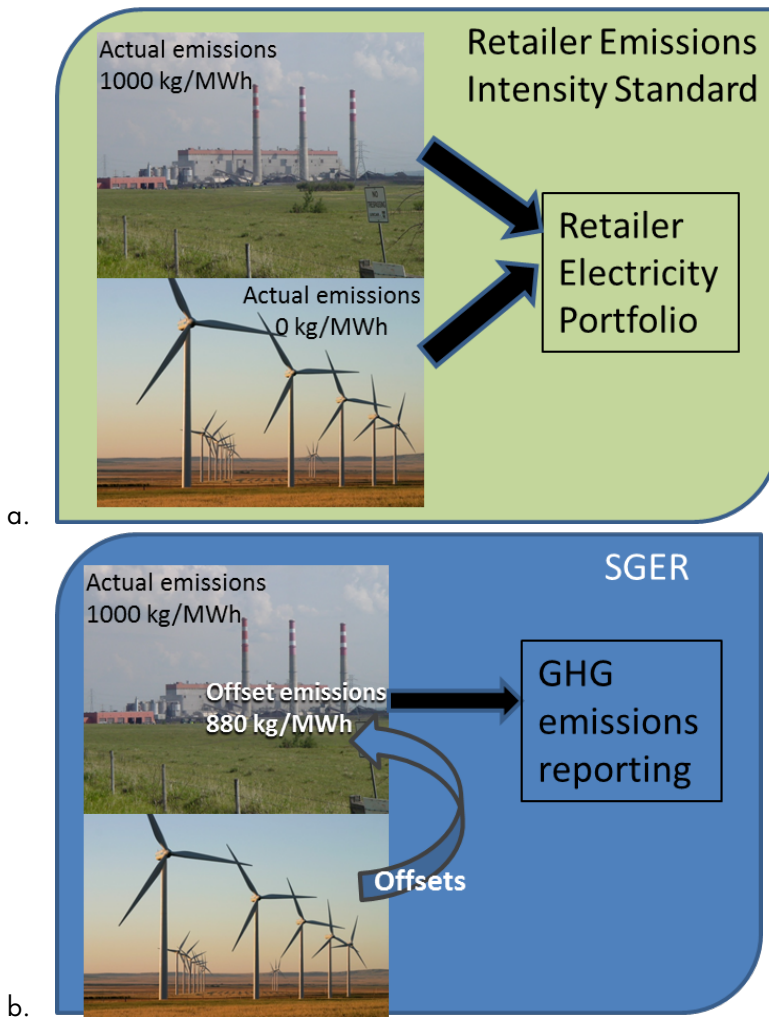 Actual emissions
1000 kg/MWh
Retailer Emissions
Intensity Standard
Actual emissions
0 kg/MWh
Retailer
Electricity
Portfolio
a.
SGER
Actual emissions
1000 kg/MWh
Offset emissions
880 kg/MWh
GHG
emissions
reporting
Offsets
b.